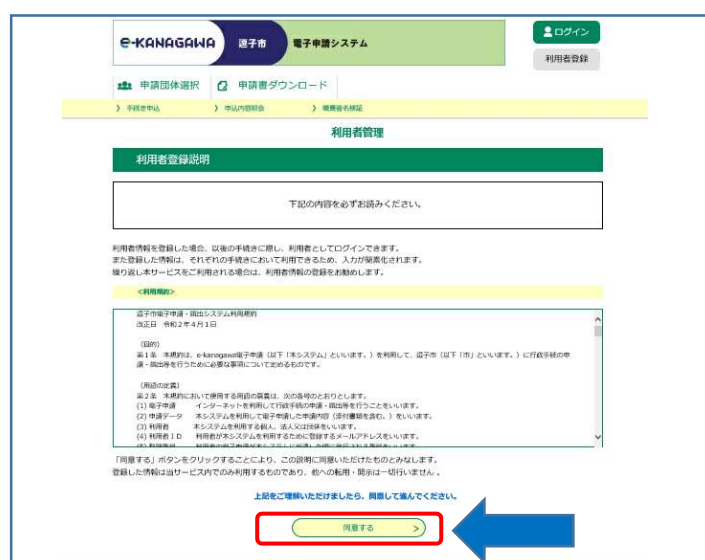 e-KANAGAWA 逗子市 電子申請システム
ログイン
利用者登録
申請団体選択 申請書ダウンロード
手続き申込 申込内容照会 職責署名検証
利用者管理
利用者登録説明
下記の内容を必ずお読みください。
利用者情報を登録した場合、以後の手続きに際し、利用者としてログインできます。
また登録した情報は、それぞれの手続きにおいて利用できるため、入力が簡素化されます。
繰り返し本サービスをご利用される場合は、利用者情報の登録をお勧めします。
<利用規約>
逗子市電子申請・届出システム利用規約
改正日 令和2年4月1日
(目的)
第1条 本規約は、e-kanagawa電子申請（以下「本システム」といいます。）を利用して、逗子市（以下「市」といいます。）に行政手続の申
請・届出等を行うために必要な事項について定めるものです。
(用語の定義)
第2条 本規約において使用する用語の意義は、次の各号のとおりとします。
(1) 電子申請 インターネットを利用して行政手続の申請・届出等を行うことをいいます。
(2) 申請データ 本システムを利用して電子申請した申請内容（添付書類を含む。）をいいます。
(3) 利用者 本システムを利用する個人、法人又は団体をいいます。
(4) 利用者ＩＤ 利用者が本システムを利用するために登録するメールアドレスをいいます。
「同意する」ボタンをクリックすることにより、この説明に同意いただけたものとみなします。
登録した情報は当サービス内でのみ利用するものであり、他への転用・開示は一切行いません 。
上記をご理解いただけましたら、同意して進んでください。
同意する